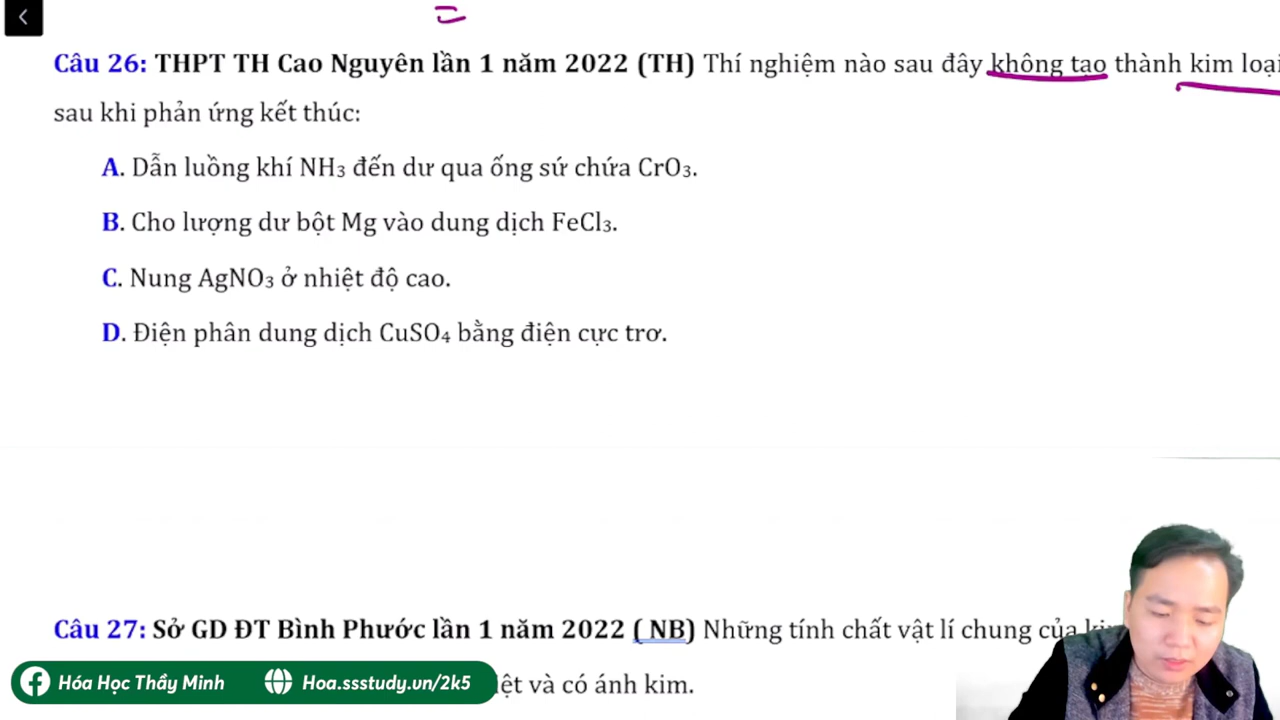 Câu 26: THPT TH Cao Nguyên lần 1 năm 2022 (TH) Thí nghiệm nào sau đây không tạo thành kim loại
sau khi phản ứng kết thúc:
A. Dẫn luồng khí NH₃ đến dư qua ống sứ chứa CrO₃.
B. Cho lượng dư bột Mg vào dung dịch FeCl₃.
C. Nung AgNO₃ ở nhiệt độ cao.
D. Điện phân dung dịch CuSO₄ bằng điện cực trơ.
Câu 27: Sở GD ĐT Bình Phước lần 1 năm 2022 ( NB) Những tính chất vật lí chung của
và có ánh kim.
Hóa Học Thầy Minh
Hoa.ssstudy.vn/2k5